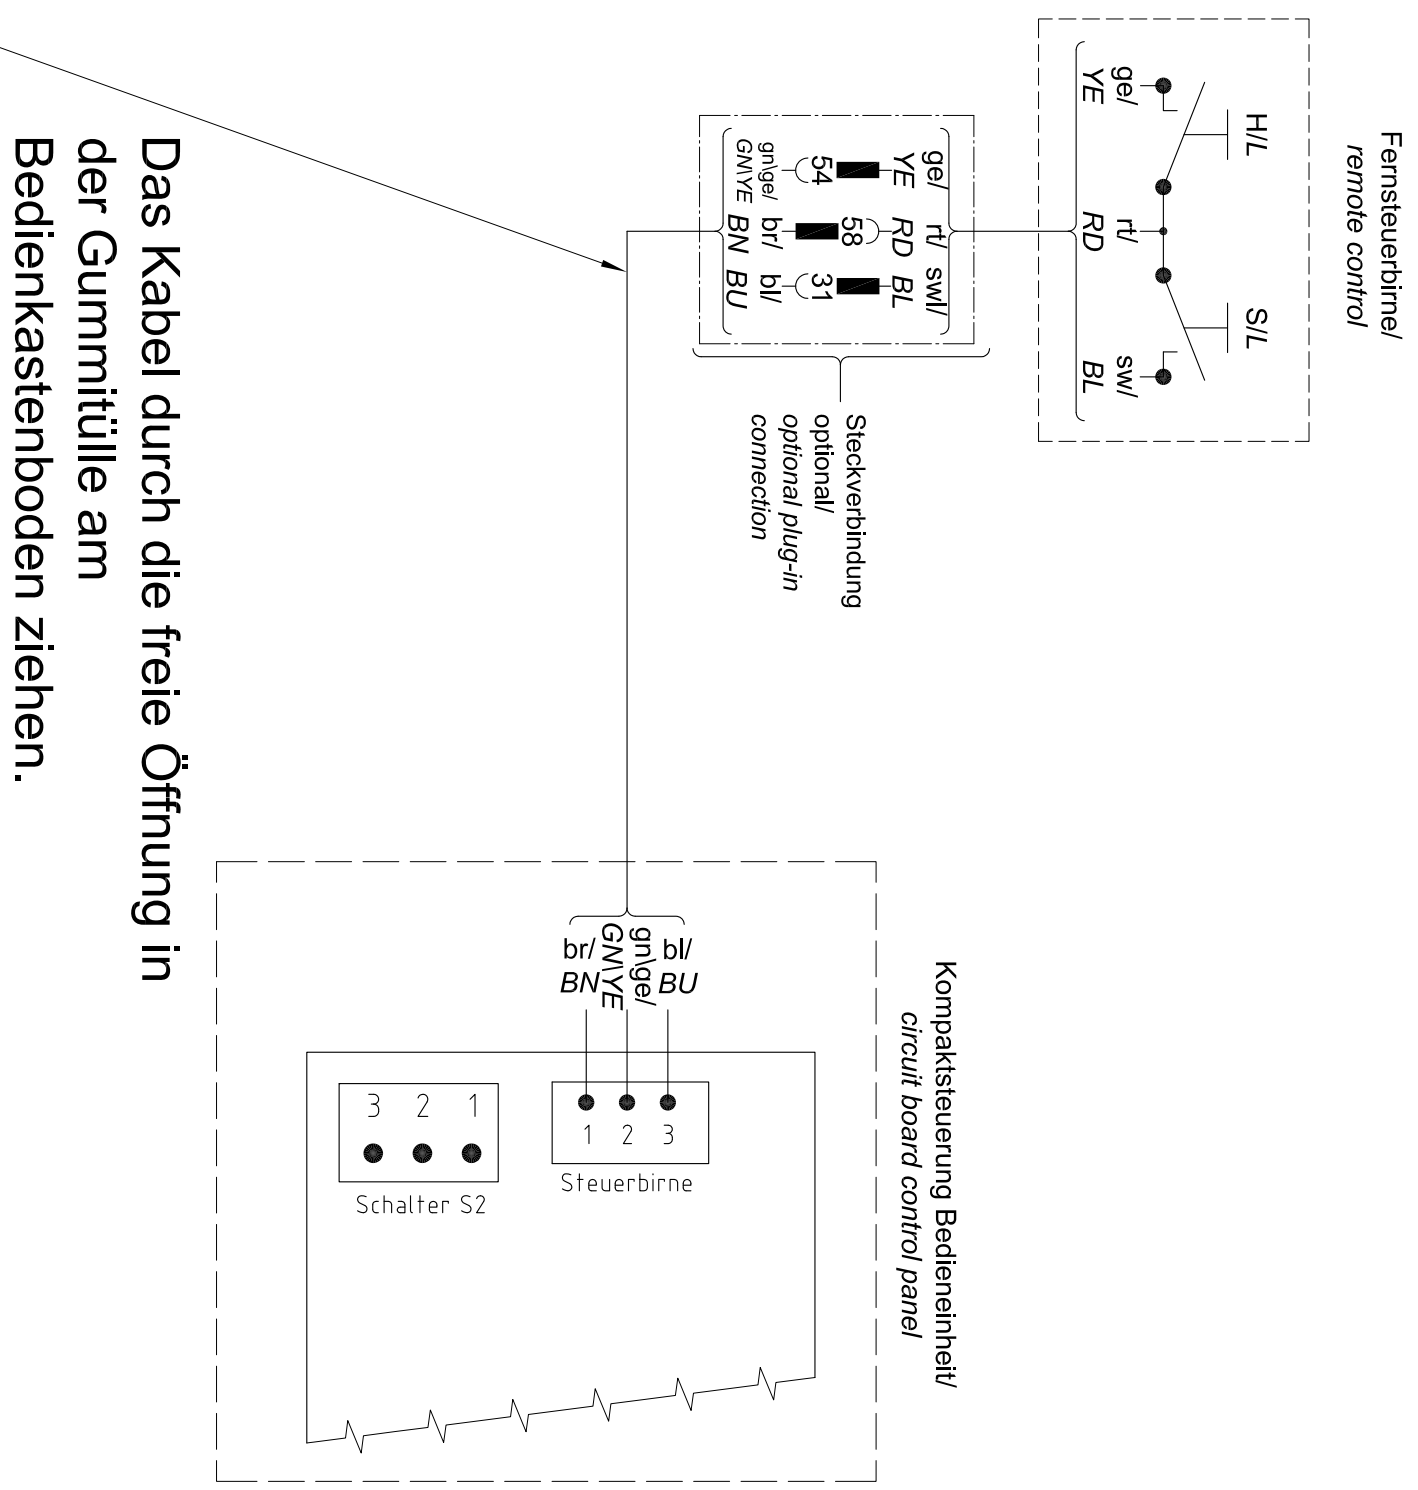 Fernsteuerbirne/
remote control
H/L
S/L
ge/
YE
rt/
RD
sw/
BL
ge/
YE
rt/
RD
swl/
BL
54
58
31
gn\ge/
GN\YE
br/
BN
bl/
BU
Steckverbindung
optional/
optional plug-in
connection
Das Kabel durch die freie Öffnung in
der Gummitülle am
Bedienkastenboden ziehen.
Kompaktsteuerung Bedieneinheit/
circuit board control panel
br/
BN
gn\ge/
GN\YE
bl/
BU
1 2 3
Steuerbirne
3 2 1
Schalter S2